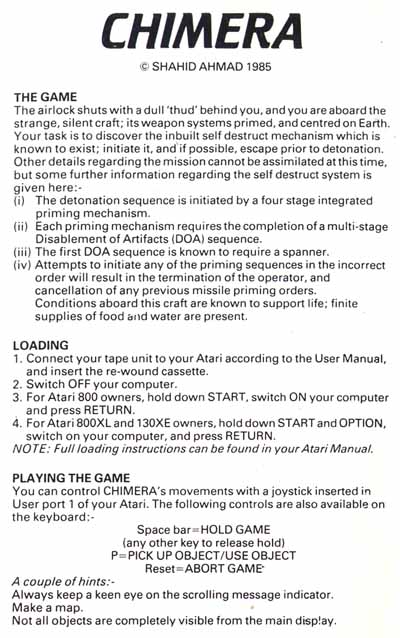 CHIMERA
© SHAHID AHMAD 1985
THE GAME
The airlock shuts with a dull 'thud' behind you, and you are aboard the
strange, silent craft; its weapon systems primed, and centred on Earth.
Your task is to discover the inbuilt self destruct mechanism which is
known to exist; initiate it, and if possible, escape prior to detonation.
Other details regarding the mission cannot be assimilated at this time,
but some further information regarding the self destruct system is
given here:-
(i) The detonation sequence is initiated by a four stage integrated
priming mechanism.
(ii) Each priming mechanism requires the completion of a multi-stage
Disablement of Artifacts (DOA) sequence.
(iii) The first DOA sequence is known to require a spanner.
(iv) Attempts to initiate any of the priming sequences in the incorrect
order will result in the termination of the operator, and
cancellation of any previous missile priming orders.
Conditions aboard this craft are known to support life; finite
supplies of food and water are present.
LOADING
1. Connect your tape unit to your Atari according to the User Manual,
and insert the re-wound cassette.
2. Switch OFF your computer.
3. For Atari 800 owners, hold down START, switch ON your computer
and press RETURN.
4. For Atari 800XL and 130XE owners, hold down START and OPTION,
switch on your computer, and press RETURN.
NOTE: Full loading instructions can be found in your Atari Manual.
PLAYING THE GAME
You can control CHIMERA's movements with a joystick inserted in
User port 1 of your Atari. The following controls are also available on
the keyboard:-
Space bar=HOLD GAME
(any other key to release hold)
P=PICK UP OBJECT/USE OBJECT
Reset=ABORT GAME
A couple of hints:-
Always keep a keen eye on the scrolling message indicator.
Make a map.
Not all objects are completely visible from the main display.